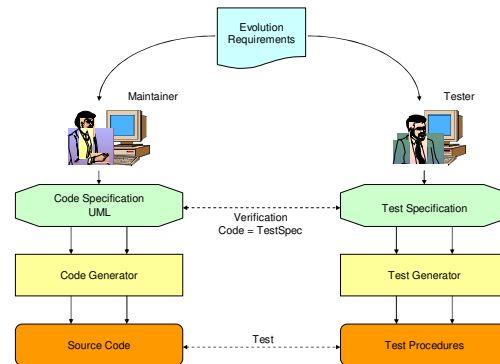 Evolution
Requirements
Maintainer
Tester
Code Specification
UML
Verification
Code = TestSpec
Test Specification
Code Generator
Test Generator
Source Code
Test
Test Procedures